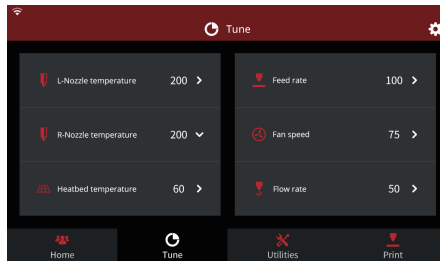 Tune
L-Nozzle temperature 200
R-Nozzle temperature 200
Heatbed temperature 60
Feed rate 100
Fan speed 75
Flow rate 50
Home
Tune
Utilities
Print